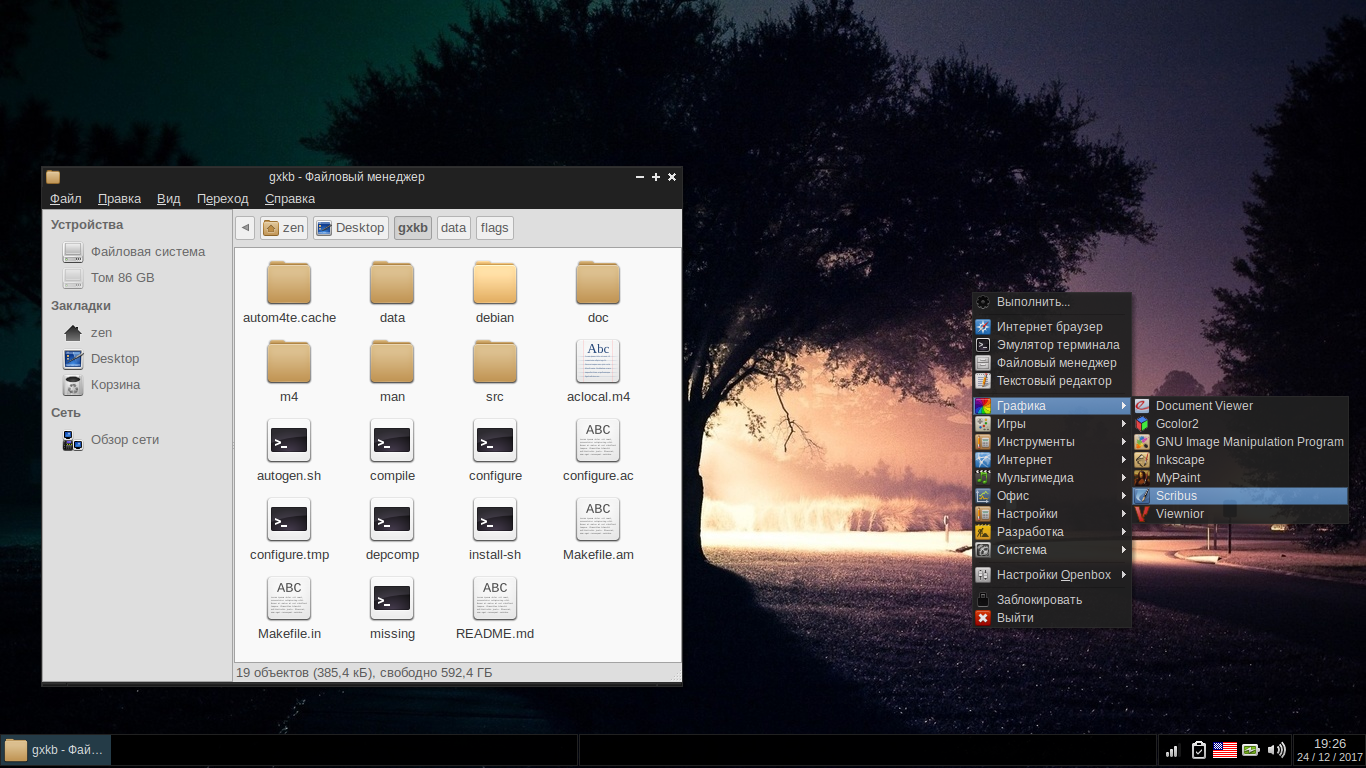 gxkb - Файловый менеджер
Файл Правка Вид Переход Справка
Устройства
Файловая система
Том 86 GB
Закладки
zen
Desktop
Корзина
Сеть
Обзор сети
zen Desktop gxkb data flags
autom4te.cache data debian doc
m4 man src aclocal.m4
autogen.sh compile configure configure.ac
configure.tmp depcomp install-sh Makefile.am
Makefile.in missing README.md
19 объектов (385,4 кБ), свободно 592,4 ГБ
Выполнить...
Интернет браузер
Эмулятор терминала
Файловый менеджер
Текстовый редактор
Графика
Игры
Инструменты
Интернет
Мультимедиа
Офис
Настройки
Разработка
Система
Настройки Openbox
Заблокировать
Выйти
Document Viewer
Gcolor2
GNU Image Manipulation Program
Inkscape
MyPaint
Scribus
Viewnior
gxkb - Фай...
19:26
24 / 12 / 2017